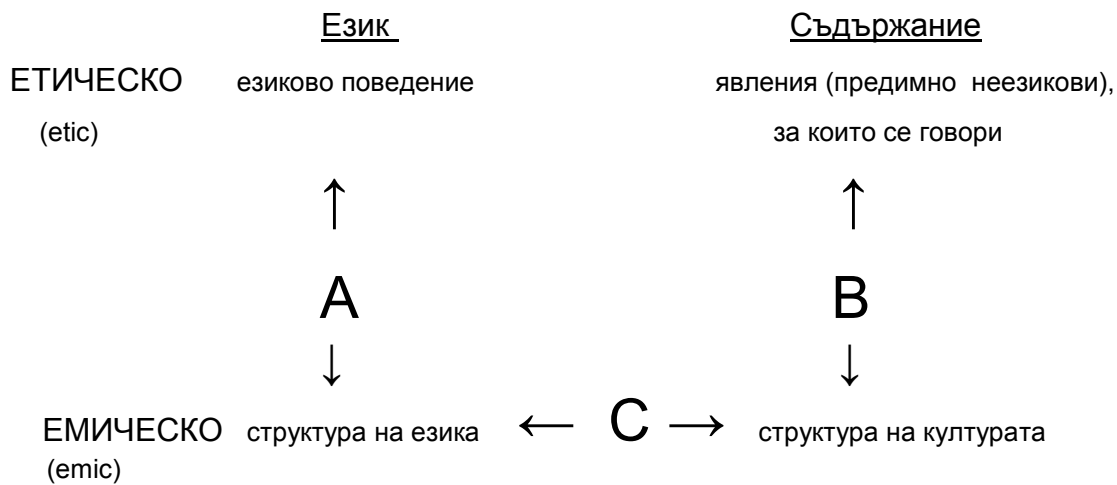 Език Съдържание
ЕТИЧЕСКО езиково поведение явления (предимно неезикови),
(etic) за които се говори
↑ ↑
A B
↓ ↓
ЕМИЧЕСКО структура на езика ← C → структура на културата
(emic)